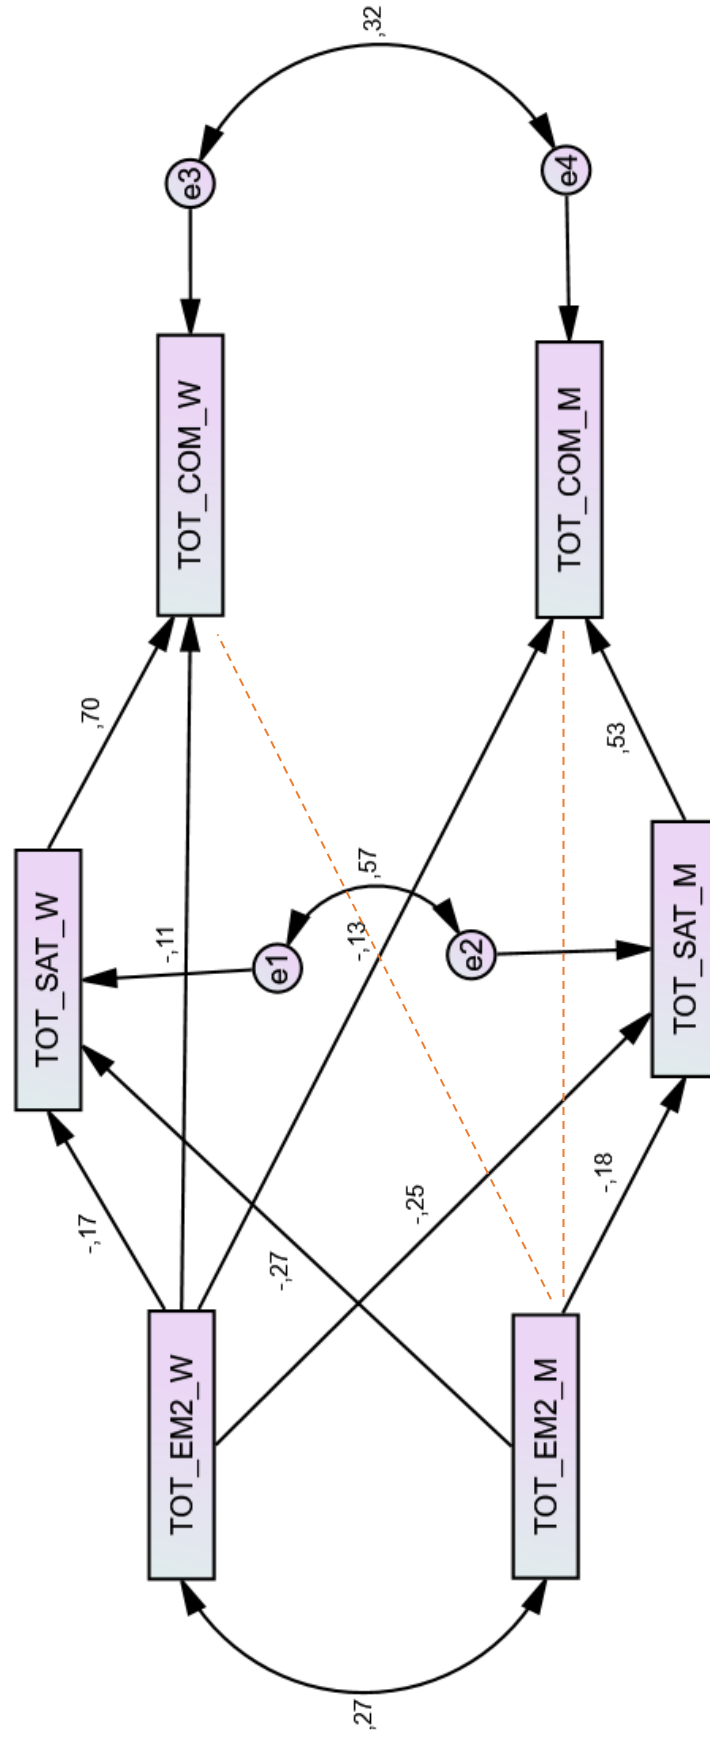 TOT_SAT_W
-,17
,70
TOT_EM2_W
-,11
TOT_COM_W
e3
e1
-,27
,27
-,13
,57
,32
-,25
e2
TOT_EM2_M
TOT_COM_M
e4
-,18
,53
TOT_SAT_M